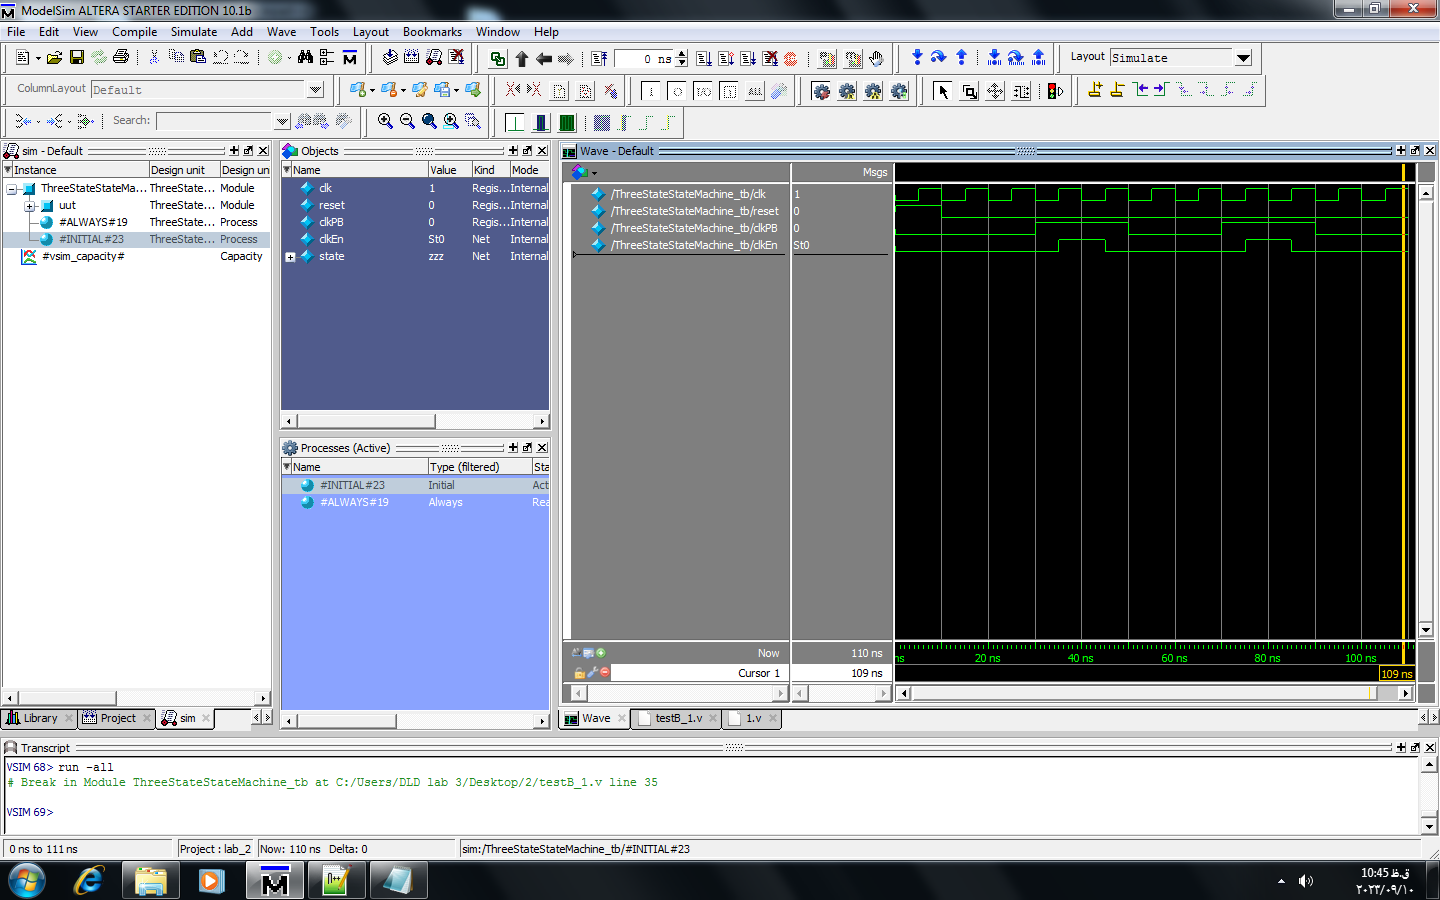 ModelSim ALTERA STARTER EDITION 10.1b
File Edit View Compile Simulate Add Wave Tools Layout Bookmarks Window Help
0 ns
Layout Simulate
ColumnLayout Default
Search:
sim - Default
Instance Design unit Design un
ThreeStateStateMa... ThreeState... Module
uut ThreeState... Module
#ALWAYS#19 ThreeState... Process
#INITIAL#23 ThreeState... Process
#vsim_capacity# Capacity
Objects
Name Value Kind Mode
clk 1 Regis... Internal
reset 0 Regis... Internal
clkPB 0 Regis... Internal
clkEn St0 Net Internal
state zzz Net Internal
Processes (Active)
Name Type (filtered) Sta
#INITIAL#23 Initial Act
#ALWAYS#19 Always Rea
Wave - Default
Msgs
/ThreeStateStateMachine_tb/clk 1
/ThreeStateStateMachine_tb/reset 0
/ThreeStateStateMachine_tb/clkPB 0
/ThreeStateStateMachine_tb/clkEn St0
Now 110 ns
ns 20 ns 40 ns 60 ns 80 ns 100 ns
Cursor 1 109 ns
109 ns
Library Project sim
Wave testB_1.v 1.v
Transcript
VSIM 68> run -all
# Break in Module ThreeStateStateMachine_tb at C:/Users/DLD lab 3/Desktop/2/testB_1.v line 35
VSIM 69>
0 ns to 111 ns Project : lab_2 Now: 110 ns Delta: 0 sim:/ThreeStateStateMachine_tb/#INITIAL#23
10:45 ق.ظ
۲۰۲۳/۰۹/۱۰